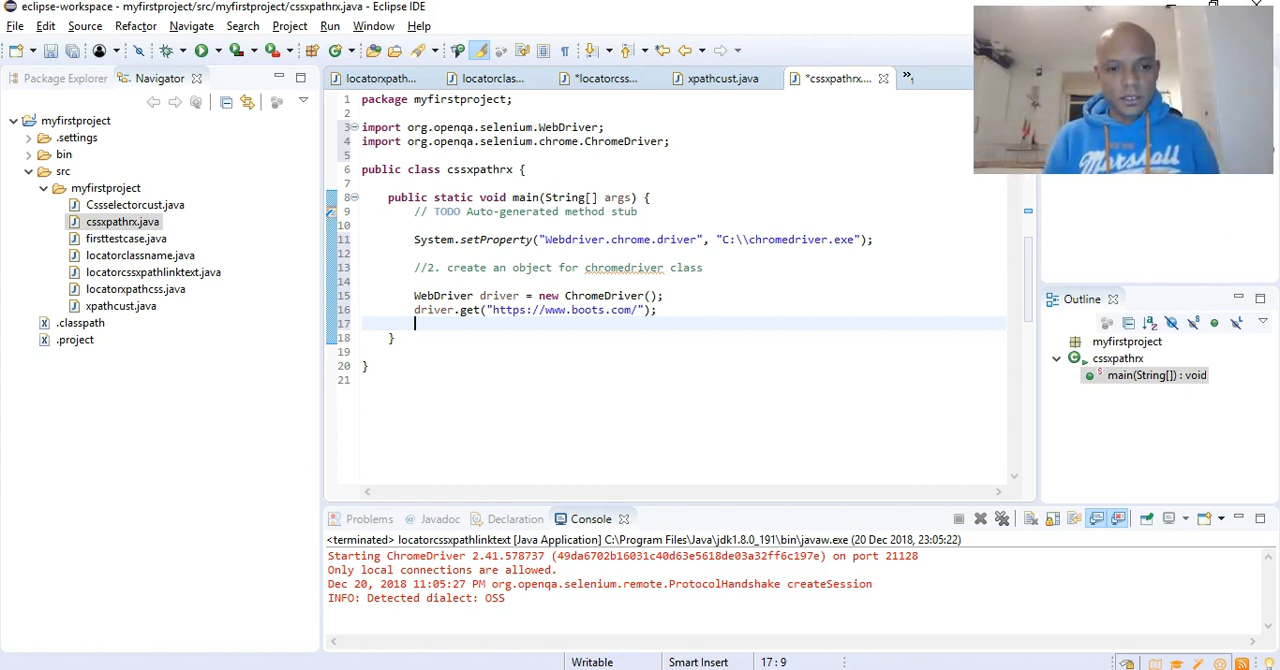 eclipse-workspace - myfirstproject/src/myfirstproject/cssxpathrx.java - Eclipse IDE
File Edit Source Refactor Navigate Search Project Run Window Help
Package Explorer Navigator
locatorxpath... locatorclas... *locatorcss... xpathcust.java *cssxpathrx.... »1
myfirstproject
.settings
bin
src
myfirstproject
Cssselectorcust.java
cssxpathrx.java
firsttestcase.java
locatorclassname.java
locatorcssxpathlinktext.java
locatorxpathcss.java
xpathcust.java
.classpath
.project
1 package myfirstproject;
2
3 import org.openqa.selenium.WebDriver;
4 import org.openqa.selenium.chrome.ChromeDriver;
5
6 public class cssxpathrx {
7
8 public static void main(String[] args) {
9 // TODO Auto-generated method stub
10
11 System.setProperty("Webdriver.chrome.driver", "C:\\chromedriver.exe");
12
13 //2. create an object for chromedriver class
14
15 WebDriver driver = new ChromeDriver();
16 driver.get("https://www.boots.com/");
17
18 }
19
20 }
21
Marshall
Outline
myfirstproject
cssxpathrx
main(String[]) : void
Problems Javadoc Declaration Console
<terminated> locatorcssxpathlinktext [Java Application] C:\Program Files\Java\jdk1.8.0_191\bin\javaw.exe (20 Dec 2018, 23:05:22)
Starting ChromeDriver 2.41.578737 (49da6702b16031c40d63e5618de03a32ff6c197e) on port 21128
Only local connections are allowed.
Dec 20, 2018 11:05:27 PM org.openqa.selenium.remote.ProtocolHandshake createSession
INFO: Detected dialect: OSS
Writable Smart Insert 17:9